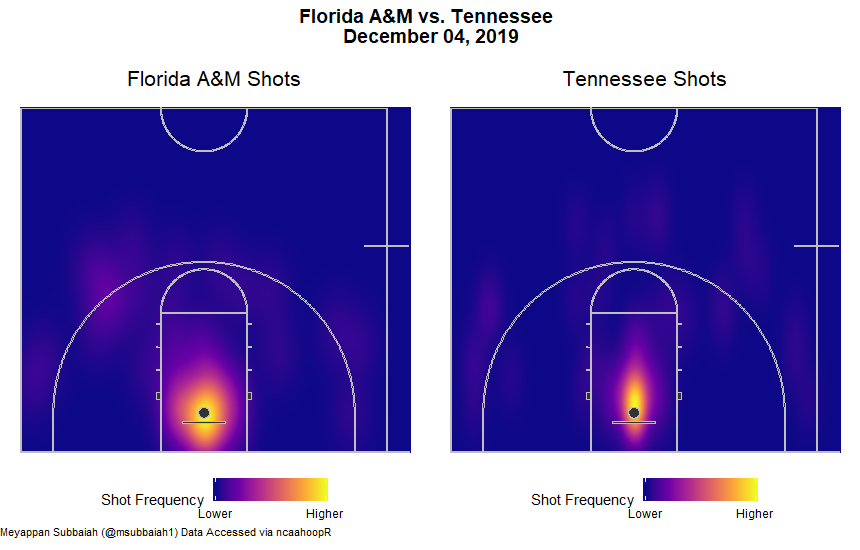 Florida A&M vs. Tennessee
December 04, 2019
Florida A&M Shots
Tennessee Shots
Shot Frequency
Lower
Higher
Shot Frequency
Lower
Higher
Meyappan Subbaiah (@msubbaiah1) Data Accessed via ncaahoopR